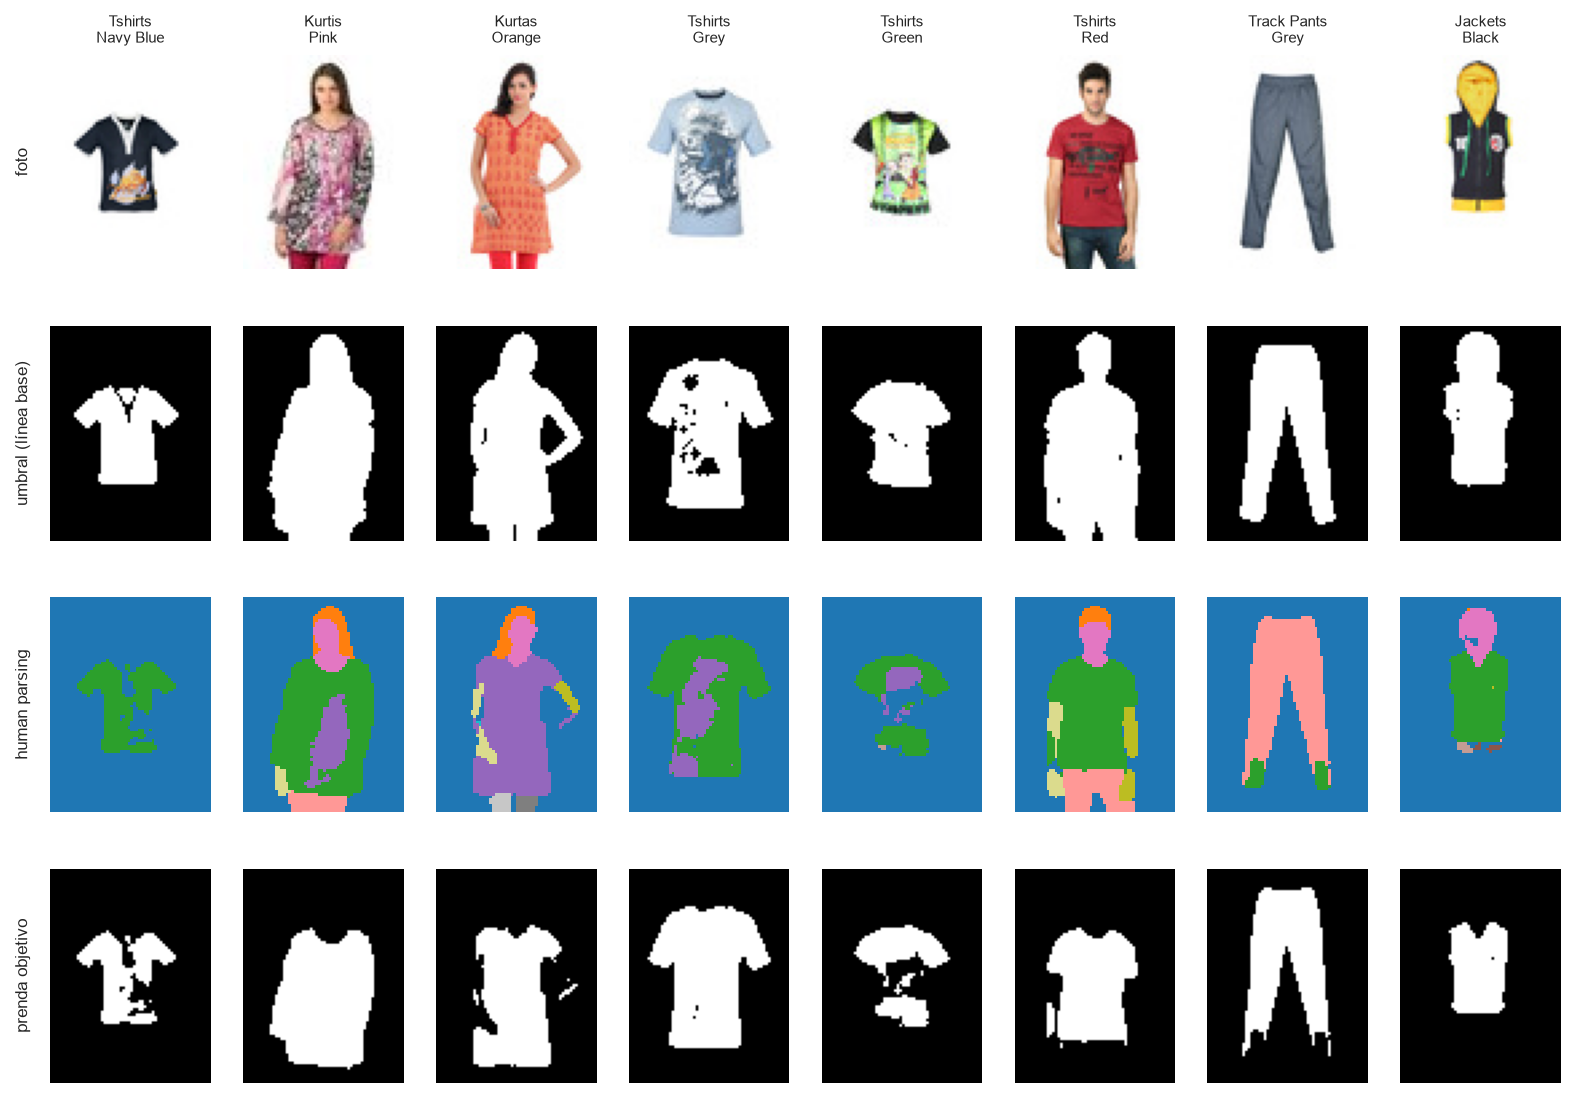 Tshirts
Navy Blue
Kurtis
Pink
Kurtas
Orange
Tshirts
Grey
Tshirts
Green
Tshirts
Red
Track Pants
Grey
Jackets
Black
foto
umbral (línea base)
human parsing
prenda objetivo